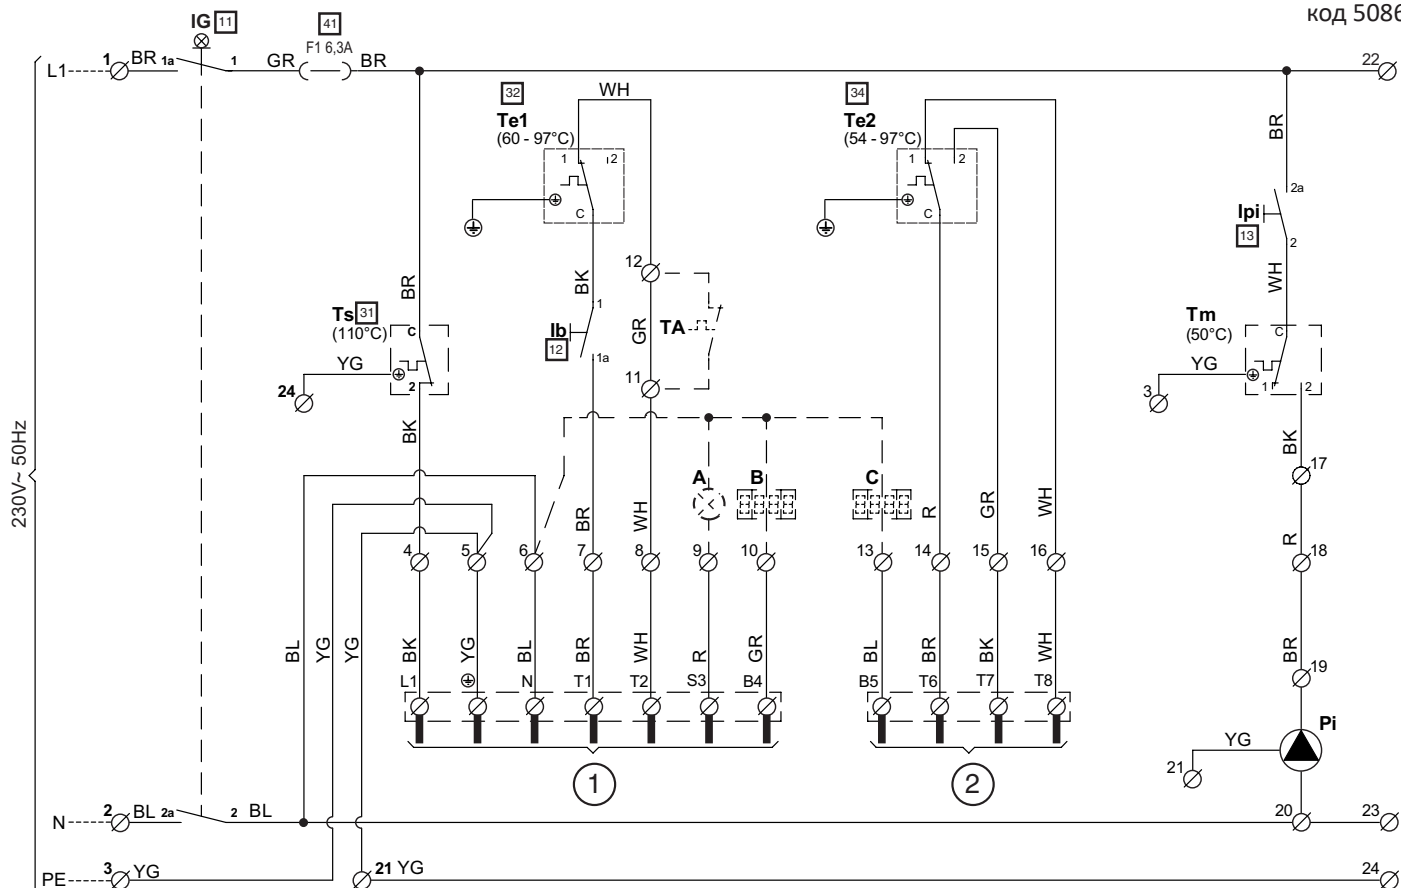 код 5086
IG 11
41
F1 6,3A
L1
1
BR
1a
1
GR
BR
22
32
Te1
(60 - 97°C)
WH
1
2
C
34
Te2
(54 - 97°C)
1
2
C
BR
2a
Ipi
13
2
WH
BR
Ts 31
(110°C)
C
2
YG
24
BK
BK
1
Ib
12
1a
12
GR
TA
11
Tm
(50°C)
C
1
2
YG
3
BK
17
230V~ 50Hz
A
B
C
BR
WH
R
GR
WH
R
4
5
6
7
8
9
10
13
14
15
16
18
BL
YG
YG
BK
YG
BL
BR
WH
R
GR
BL
BR
BK
WH
BR
19
L1
N
T1
T2
S3
B4
B5
T6
T7
T8
Pi
YG
21
1
2
N
2
BL
2a
2
BL
20
23
PE
3
YG
21 YG
24